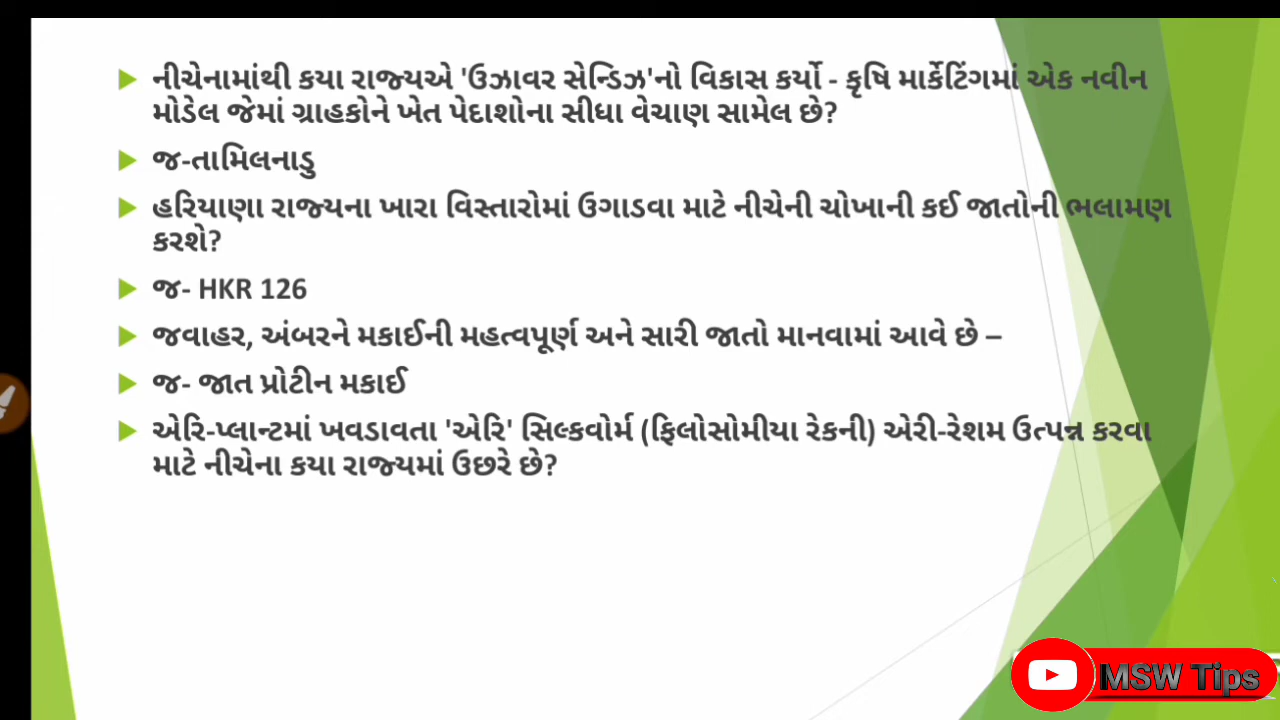 નીચેનામાંથી કયા રાજ્યએ 'ઉઝાવર સેન્ડિઝ'નો વિકાસ કર્યો - કૃષિ માર્કેટિંગમાં એક નવીન
મોડેલ જેમાં ગ્રાહકોને ખેત પેદાશોના સીધા વેચાણ સામેલ છે?
જ-તામિલનાડુ
હરિયાણા રાજ્યના ખારા વિસ્તારોમાં ઉગાડવા માટે નીચેની ચોખાની કઈ જાતોની ભલામણ
કરશે?
જ- HKR 126
જવાહર, અંબરને મકાઈની મહત્વપૂર્ણ અને સારી જાતો માનવામાં આવે છે –
જ- જાત પ્રોટીન મકાઈ
એરિ-પ્લાન્ટમાં ખવડાવતા 'એરિ' સિલ્કવોર્મ (ફિલોસોમીયા રેકની) એરી-રેશમ ઉત્પન્ન કરવા
માટે નીચેના કયા રાજ્યમાં ઉછરે છે?
MSW Tips